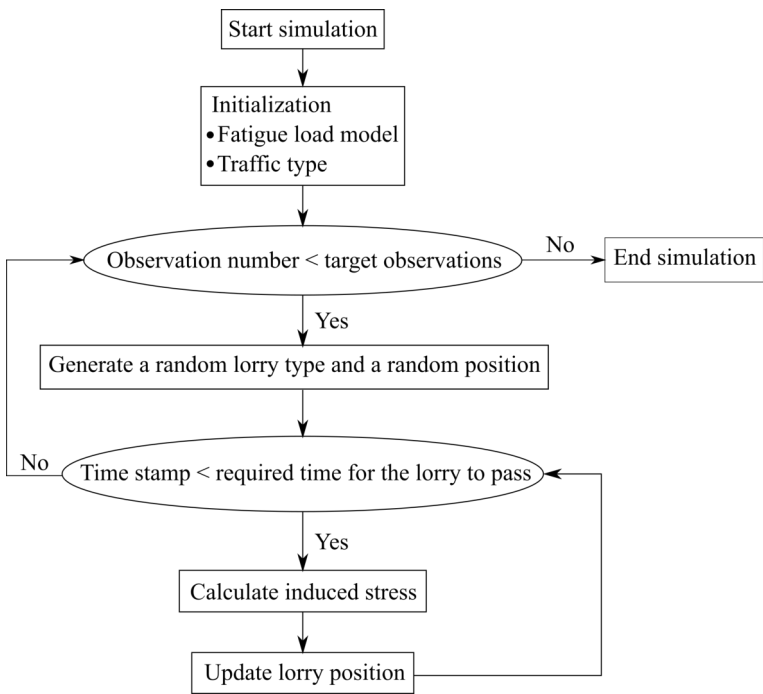 Start simulation
Initialization
•Fatigue load model
•Traffic type
Observation number < target observations
No
End simulation
Yes
Generate a random lorry type and a random position
No
Time stamp < required time for the lorry to pass
Yes
Calculate induced stress
Update lorry position